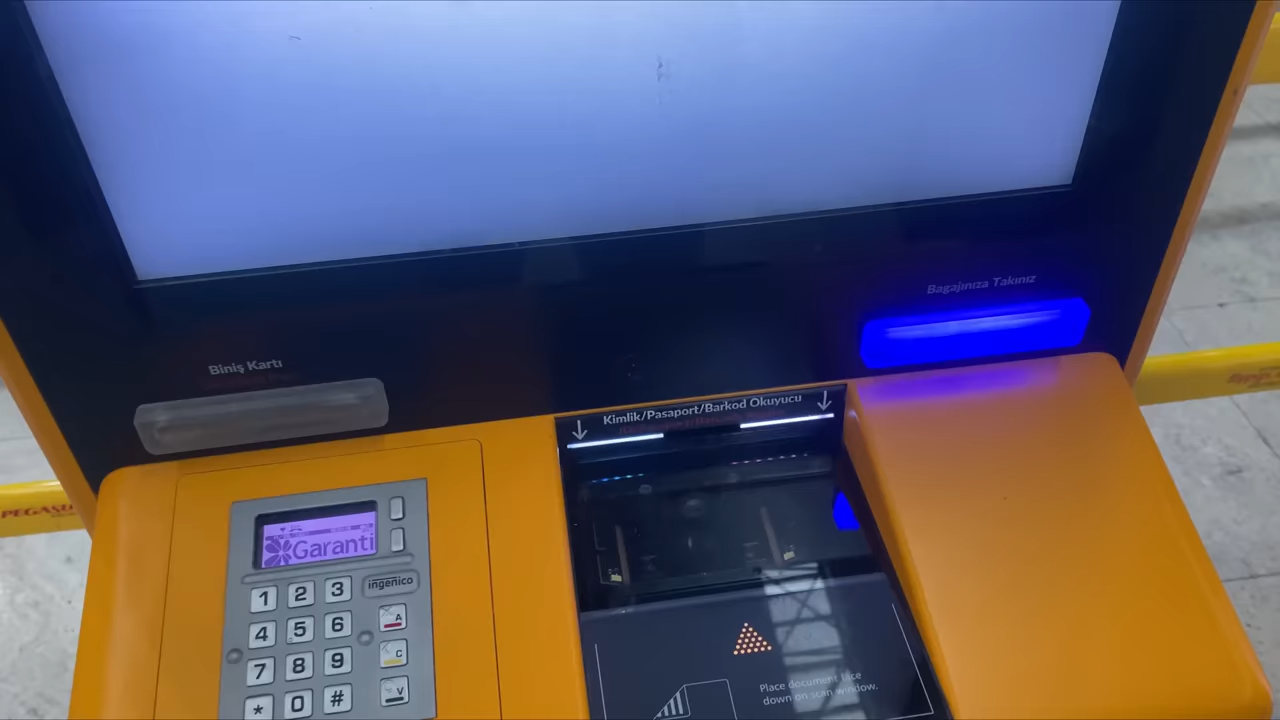 Bagajınıza Takınız
Biniş Kartı
Kimlik/Pasaport/Barkod Okuyucu
PEGASUS
Garanti
ingenico
1 2 3
4 5 6
7 8 9
* 0 #
A
C
V
Place document face
down on scan window.